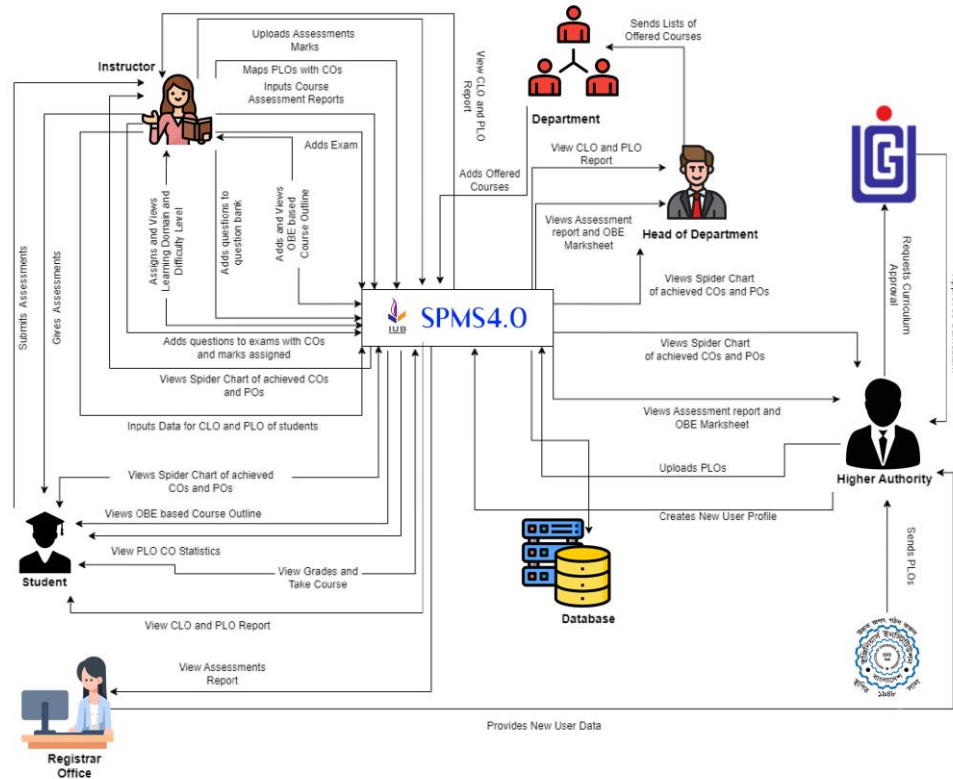 Uploads Assessments
Marks
Instructor
Maps PLOs with COs
Inputs Course
Assessment Reports
Adds Exam
View CLO and PLO
Report
Sends Lists of
Offered Courses
Department
Adds Offered
Courses
View CLO and PLO
Report
Views Assessment
report and OBE
Marksheet
Head of Department
Views Spider Chart
of achieved COs and POs
UGC
Requests Curriculum
Approval
Submits Assessments
Gives Assessments
Assigns and Views
Learning Domain and
Difficulty Level
Adds questions to
question bank
Adds and Views
OBE based
Course Outline
IUB
SPMS4.0
Adds questions to exams with COs
and marks assigned
Views Spider Chart of achieved COs
and POs
Inputs Data for CLO and PLO of students
Views Spider Chart
of achieved COs and POs
Views Assessment report and
OBE Marksheet
Uploads PLOs
Higher Authority
Creates New User Profile
Views Spider Chart of achieved
COs and POs
Views OBE based Course Outline
View PLO CO Statistics
Student
View Grades and
Take Course
View CLO and PLO Report
Database
Sends PLOs
১৯৪৮
View Assessments
Report
Provides New User Data
Registrar
Office